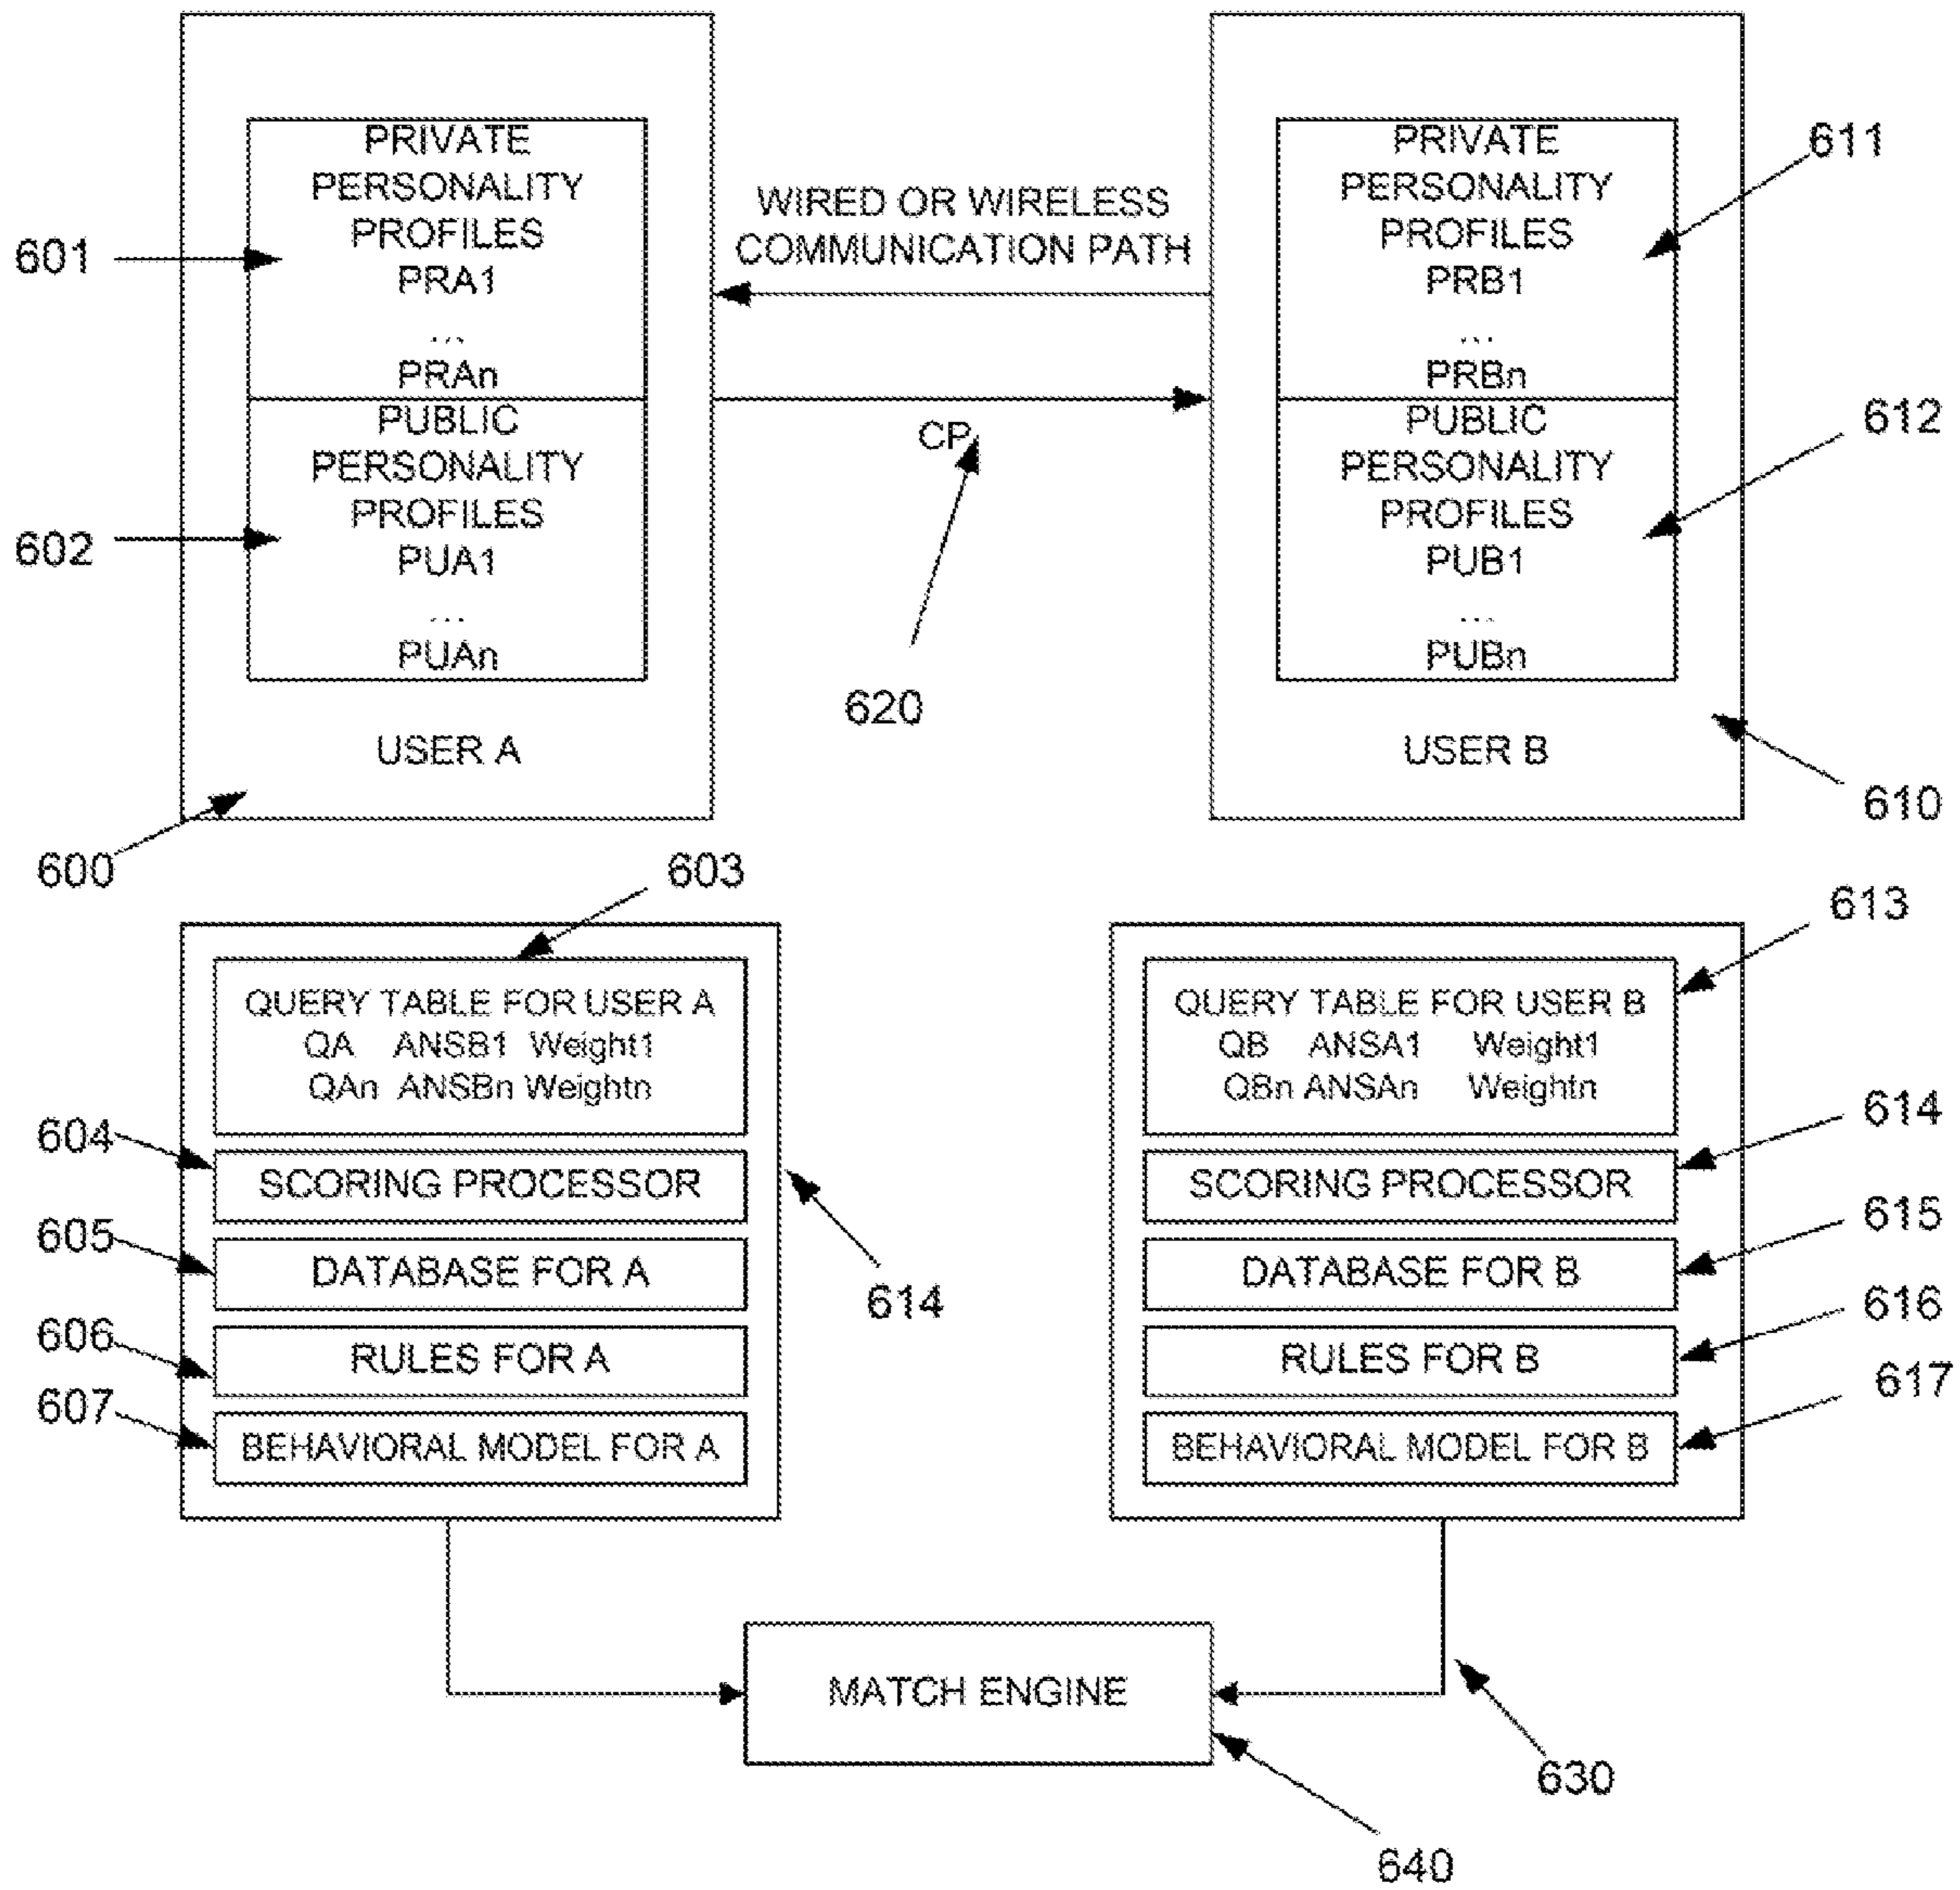 PRIVATE
PERSONALITY
PROFILES
PRA1
...
PRAn
PUBLIC
PERSONALITY
PROFILES
PUA1
...
PUAn
USER A
601
602
600
WIRED OR WIRELESS
COMMUNICATION PATH
CP
620
PRIVATE
PERSONALITY
PROFILES
PRB1
...
PRBn
PUBLIC
PERSONALITY
PROFILES
PUB1
...
PUBn
USER B
611
612
610
603
QUERY TABLE FOR USER A
QA ANSB1 Weight1
QAn ANSBn Weightn
604
SCORING PROCESSOR
605
DATABASE FOR A
606
RULES FOR A
607
BEHAVIORAL MODEL FOR A
614
613
QUERY TABLE FOR USER B
QB ANSA1 Weight1
QBn ANSAn Weightn
SCORING PROCESSOR
614
DATABASE FOR B
615
RULES FOR B
616
BEHAVIORAL MODEL FOR B
617
MATCH ENGINE
630
640